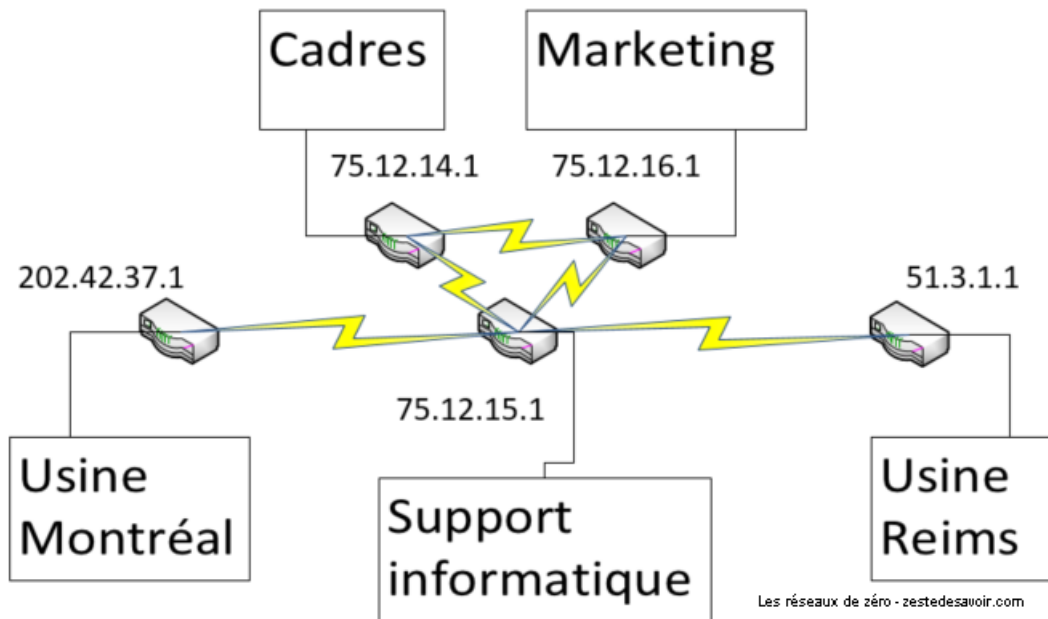 Cadres
Marketing
75.12.14.1
75.12.16.1
202.42.37.1
51.3.1.1
75.12.15.1
Usine
Montréal
Support
informatique
Usine
Reims
Les réseaux de zéro - zestedesavoir.com